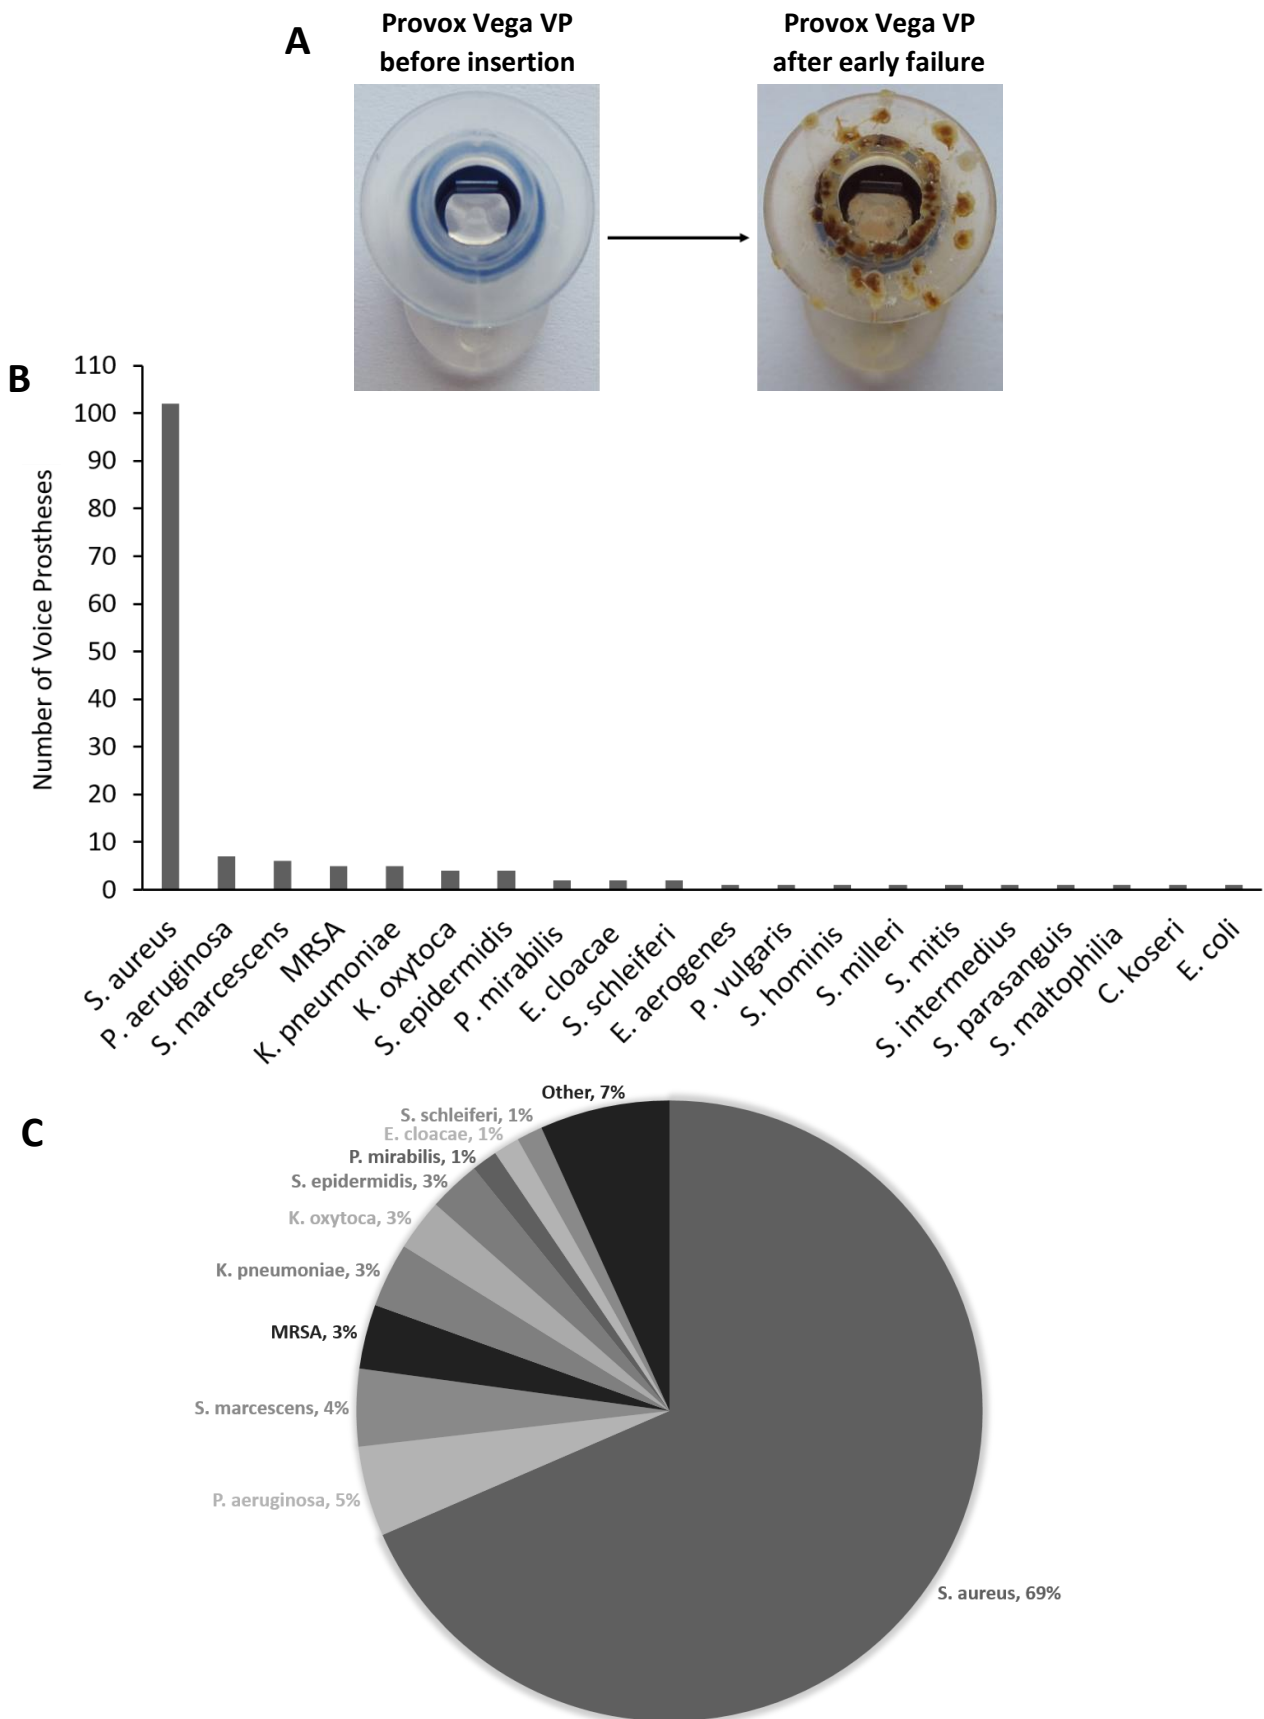 A
Provox Vega VP
before insertion
Provox Vega VP
after early failure
B
Number of Voice Prostheses
110
100
90
80
70
60
50
40
30
20
10
0
S. aureus
P. aeruginosa
S. marcescens
MRSA
K. pneumoniae
K. oxytoca
S. epidermidis
P. mirabilis
E. cloacae
S. schleiferi
E. aerogenes
P. vulgaris
S. hominis
S. milleri
S. mitis
S. intermedius
S. parasanguis
S. maltophilia
C. koseri
E. coli
C
Other, 7%
S. schleiferi, 1%
E. cloacae, 1%
P. mirabilis, 1%
S. epidermidis, 3%
K. oxytoca, 3%
K. pneumoniae, 3%
MRSA, 3%
S. marcescens, 4%
P. aeruginosa, 5%
S. aureus, 69%